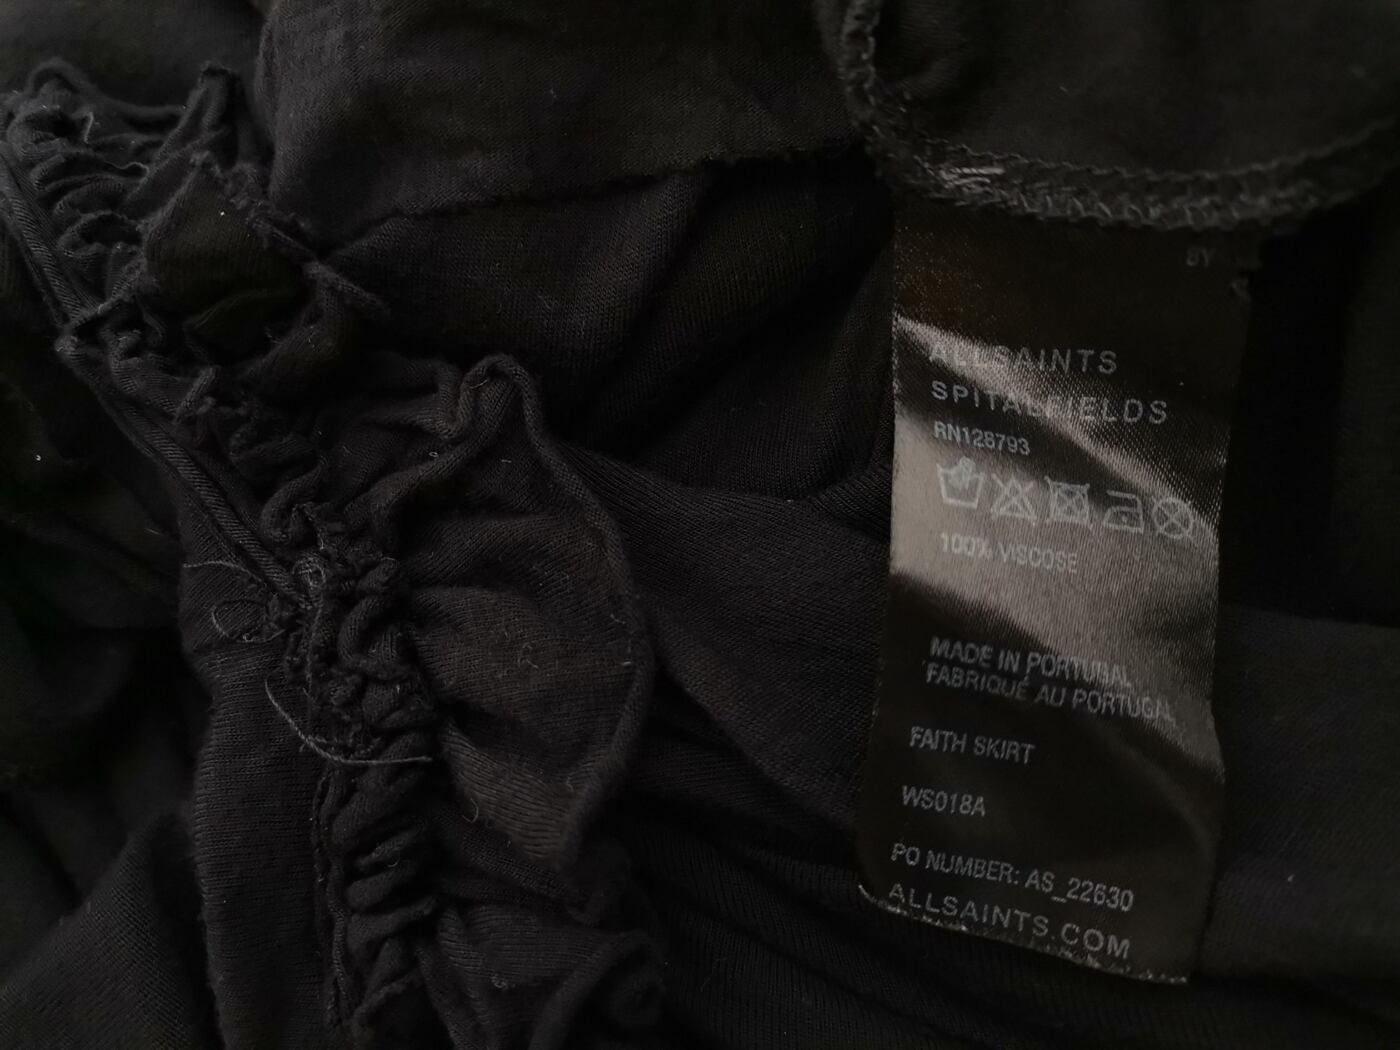 BY
ALLSAINTS
SPITALFIELDS
RN128793
100% VISCOSE
MADE IN PORTUGAL
FABRIQUÉ AU PORTUGAL
FAITH SKIRT
WS018A
PO NUMBER: AS_22630
ALLSAINTS.COM